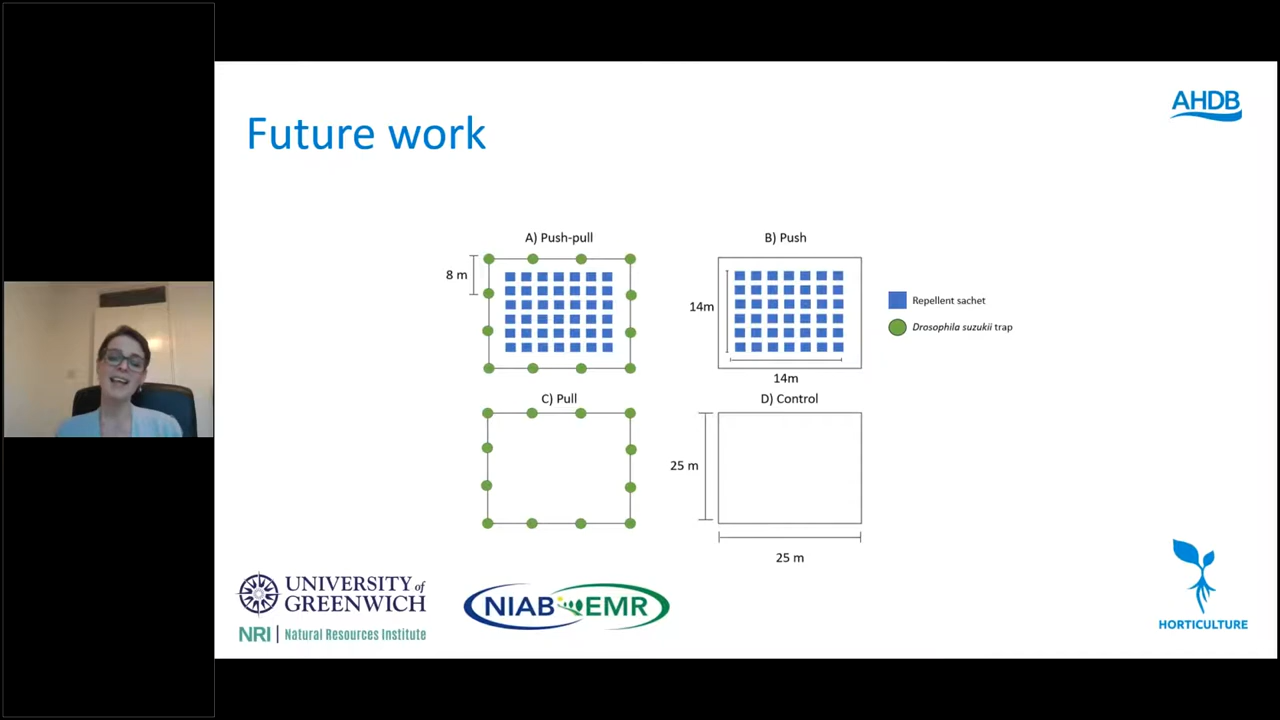 AHDB
Future work
A) Push-pull
B) Push
8 m
14m
Repellent sachet
Drosophila suzukii trap
14m
C) Pull
D) Control
25 m
25 m
UNIVERSITY of
GREENWICH
NRI | Natural Resources Institute
NIAB EMR
HORTICULTURE